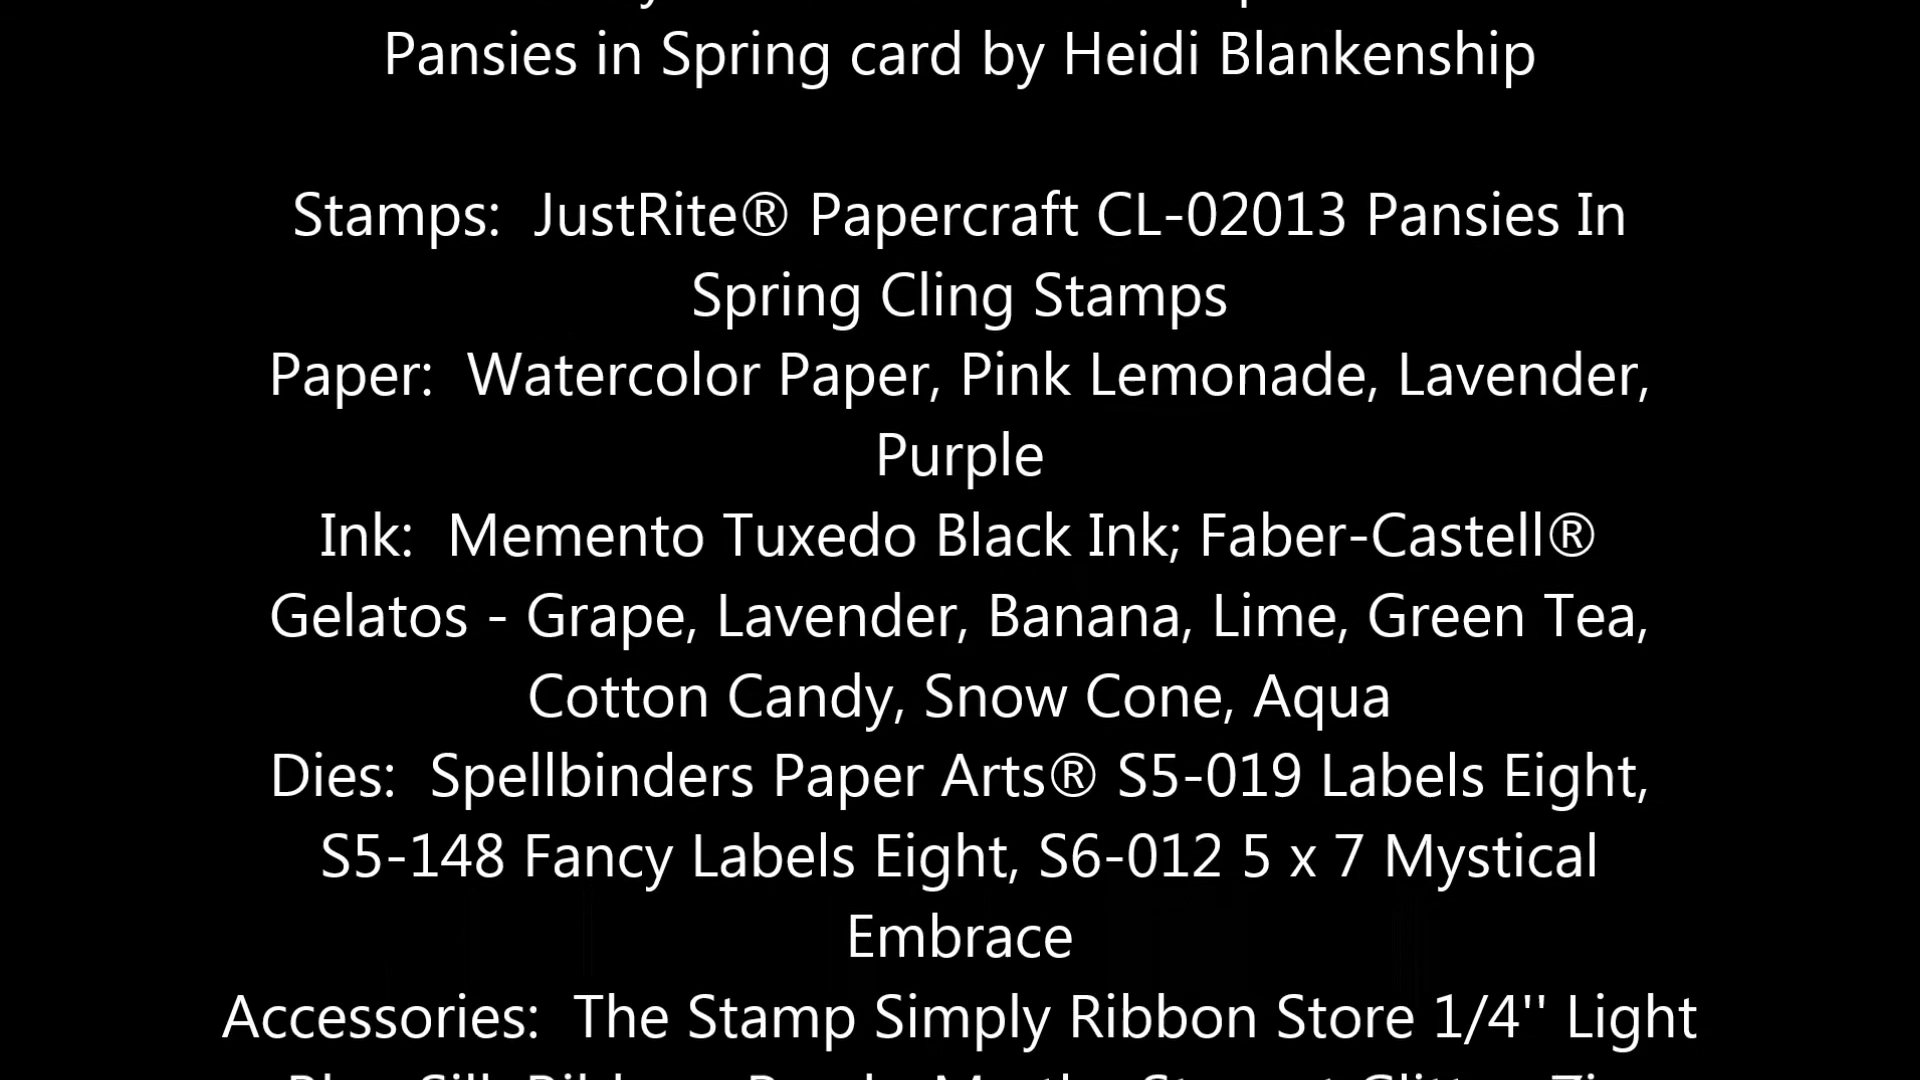 Pansies in Spring card by Heidi Blankenship
Stamps:  JustRite® Papercraft CL-02013 Pansies In
Spring Cling Stamps
Paper:  Watercolor Paper, Pink Lemonade, Lavender,
Purple
Ink:  Memento Tuxedo Black Ink; Faber-Castell®
Gelatos - Grape, Lavender, Banana, Lime, Green Tea,
Cotton Candy, Snow Cone, Aqua
Dies:  Spellbinders Paper Arts® S5-019 Labels Eight,
S5-148 Fancy Labels Eight, S6-012 5 x 7 Mystical
Embrace
Accessories:  The Stamp Simply Ribbon Store 1/4'' Light